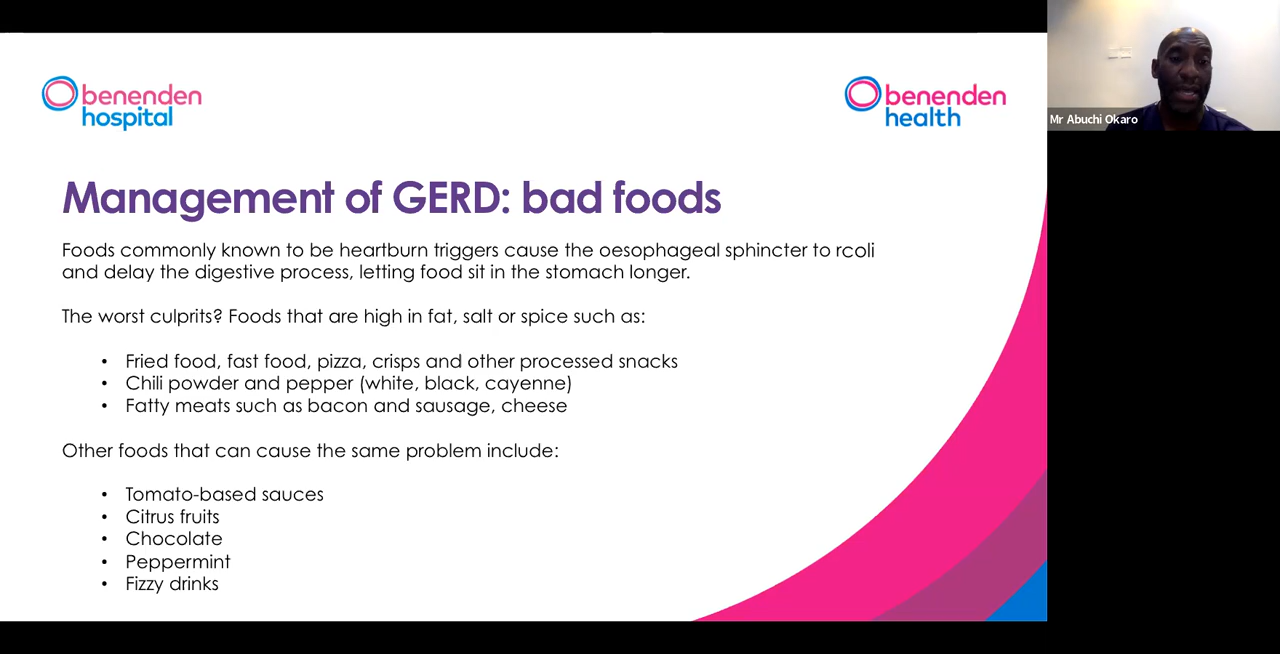 benenden
hospital
benenden
health
Mr Abuchi Okaro
Management of GERD: bad foods
Foods commonly known to be heartburn triggers cause the oesophageal sphincter to rcoli
and delay the digestive process, letting food sit in the stomach longer.
The worst culprits? Foods that are high in fat, salt or spice such as:
• Fried food, fast food, pizza, crisps and other processed snacks
• Chili powder and pepper (white, black, cayenne)
• Fatty meats such as bacon and sausage, cheese
Other foods that can cause the same problem include:
• Tomato-based sauces
• Citrus fruits
• Chocolate
• Peppermint
• Fizzy drinks